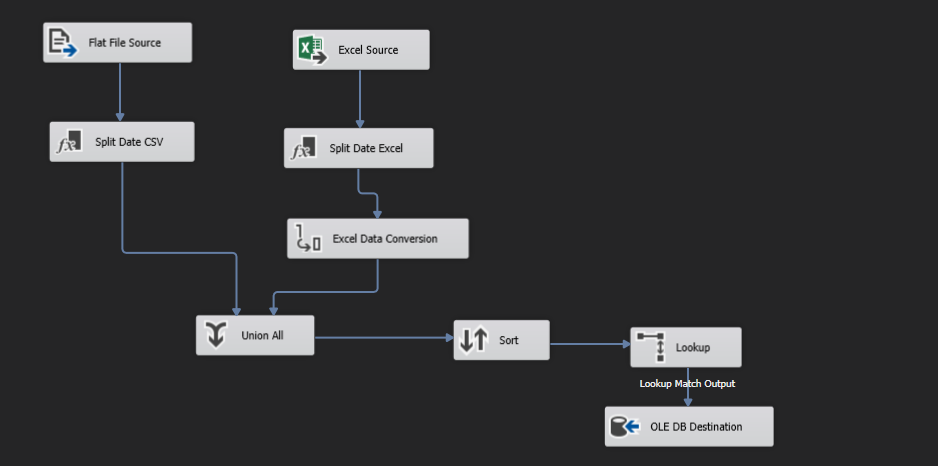 Flat File Source
Excel Source
Split Date CSV
Split Date Excel
Excel Data Conversion
Union All
Sort
Lookup
Lookup Match Output
OLE DB Destination